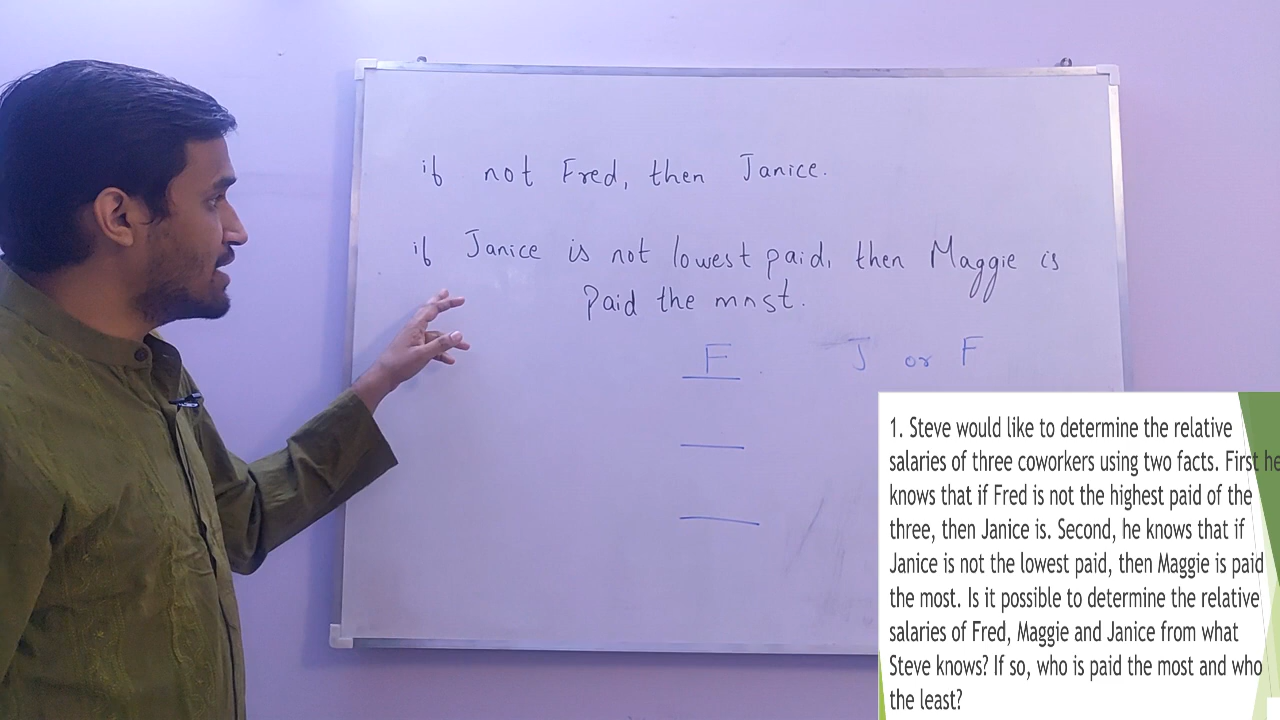 if not Fred, then Janice.
if Janice is not lowest paid, then Maggie is
Paid the most.
F J or F
1. Steve would like to determine the relative
salaries of three coworkers using two facts. First he
knows that if Fred is not the highest paid of the
three, then Janice is. Second, he knows that if
Janice is not the lowest paid, then Maggie is paid
the most. Is it possible to determine the relative
salaries of Fred, Maggie and Janice from what
Steve knows? If so, who is paid the most and who
the least?